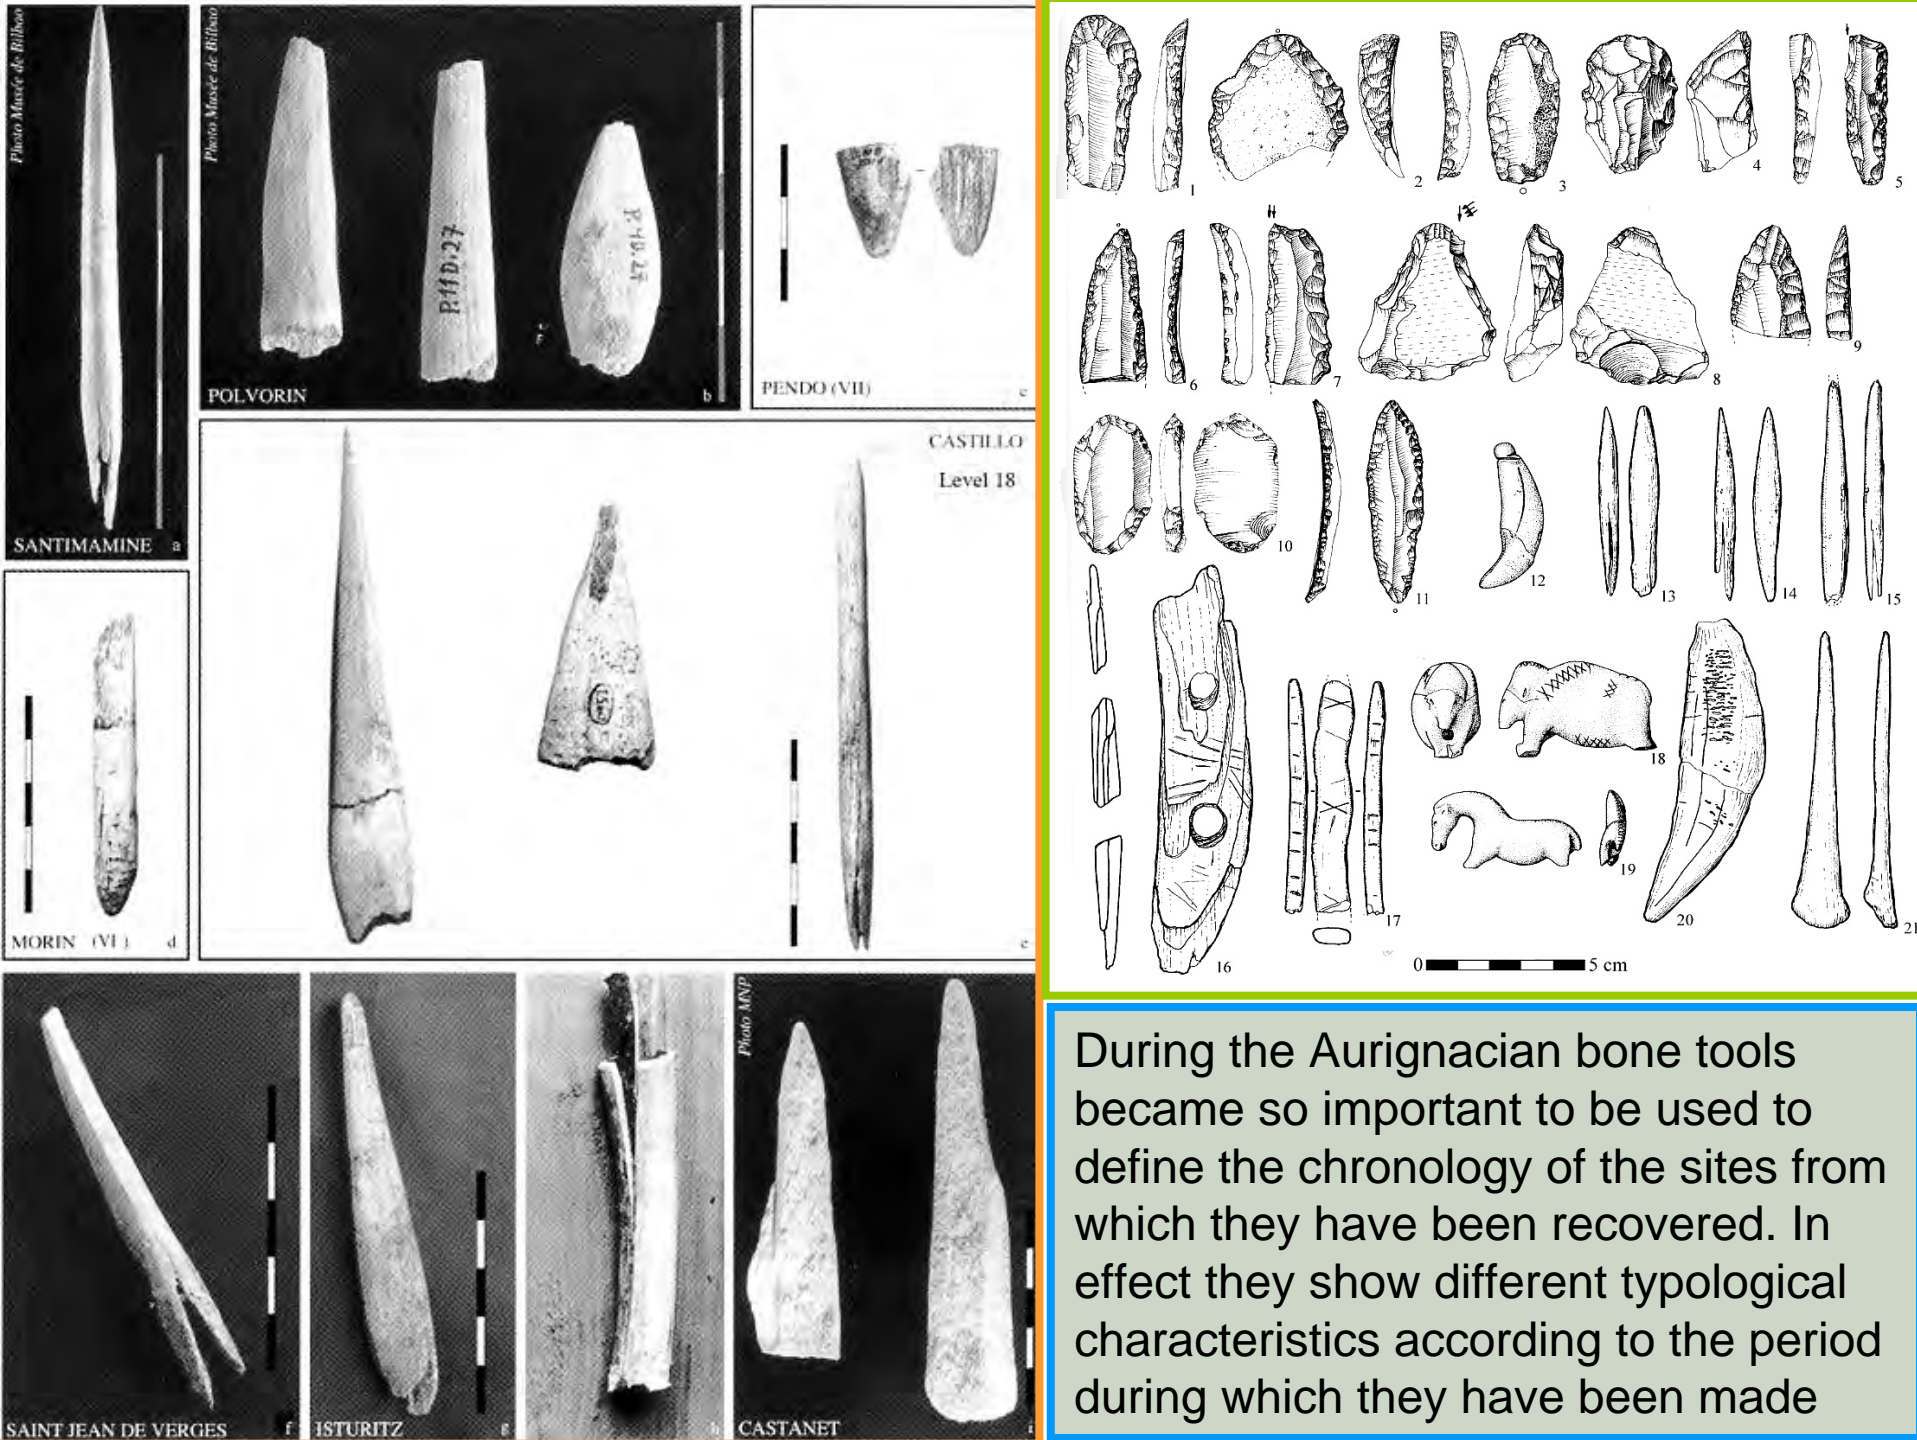 Photo Musée de Bilbao
SANTIMAMINE a
Photo Musée de Bilbao
P.11D.27
P.11D.27
POLVORIN b
PENDO (VII) c
MORIN (VI) d
CASTILLO
Level 18
e
SAINT JEAN DE VERGES f
ISTURITZ g
h
Photo MNP
CASTANET i
1 2 3 4 5
6 7 8 9
10 11 12 13 14 15
16 17 18 19 20 21
0 5 cm
During the Aurignacian bone tools
became so important to be used to
define the chronology of the sites from
which they have been recovered. In
effect they show different typological
characteristics according to the period
during which they have been made